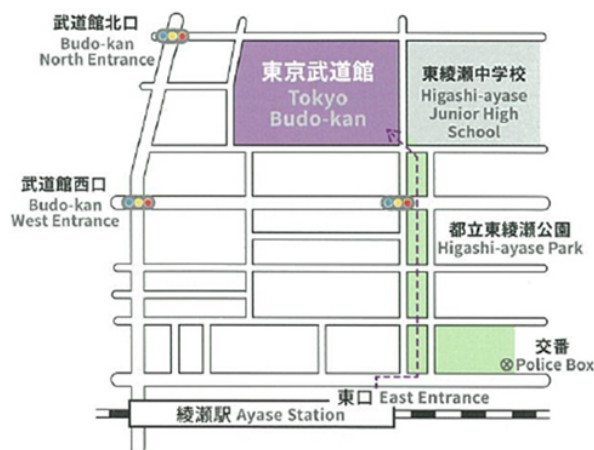 武道館北口
Budo-kan
North Entrance
東京武道館
Tokyo
Budo-kan
東綾瀬中学校
Higashi-ayase
Junior High
School
武道館西口
Budo-kan
West Entrance
都立東綾瀬公園
Higashi-ayase Park
交番
Police Box
東口 East Entrance
綾瀬駅 Ayase Station